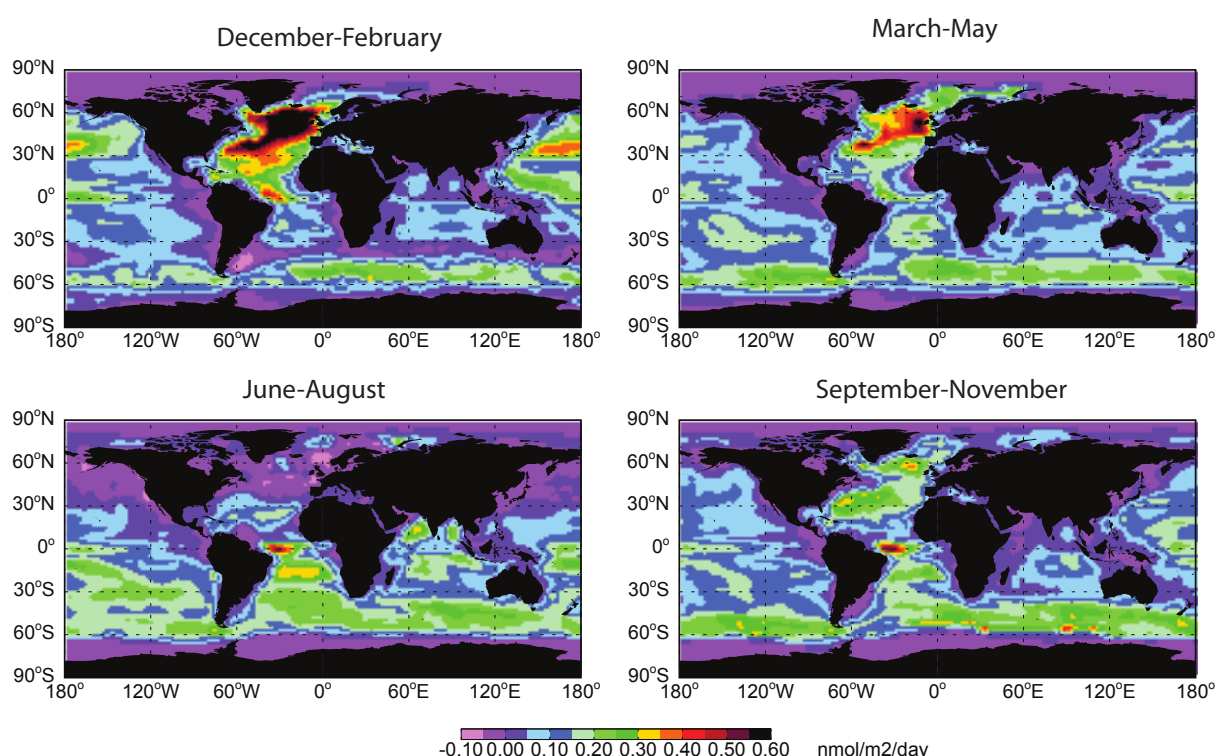 December-February
March-May
90°N
60°N
30°N
0°
30°S
60°S
90°S
180° 120°W 60°W 0° 60°E 120°E 180°
90°N
60°N
30°N
0°
30°S
60°S
90°S
180° 120°W 60°W 0° 60°E 120°E 180°
June-August
September-November
90°N
60°N
30°N
0°
30°S
60°S
90°S
180° 120°W 60°W 0° 60°E 120°E 180°
90°N
60°N
30°N
0°
30°S
60°S
90°S
180° 120°W 60°W 0° 60°E 120°E 180°
-0.10 0.00 0.10 0.20 0.30 0.40 0.50 0.60 nmol/m2/day